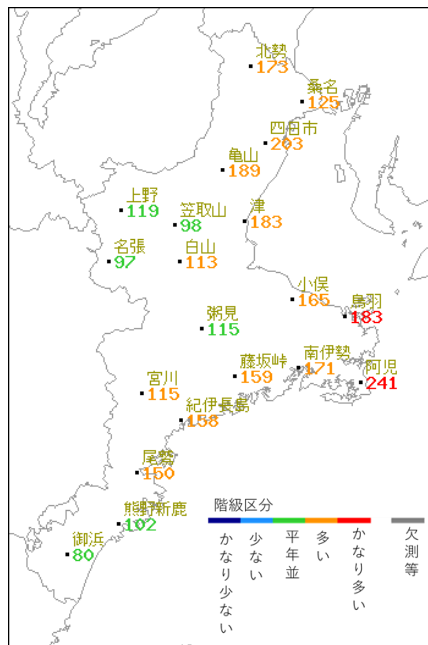 北勢
173
桑名
125
四日市
203
亀山
189
上野
119
笠取山
98
津
183
名張
97
白山
113
小俣
165
鳥羽
183
粥見
115
藤坂峠
159
南伊勢
171
阿児
241
宮川
115
紀伊長島
158
尾鷲
熊野新鹿
102
御浜
80
階級区分
かなり少ない
少ない
平年並
多い
かなり多い
欠測等